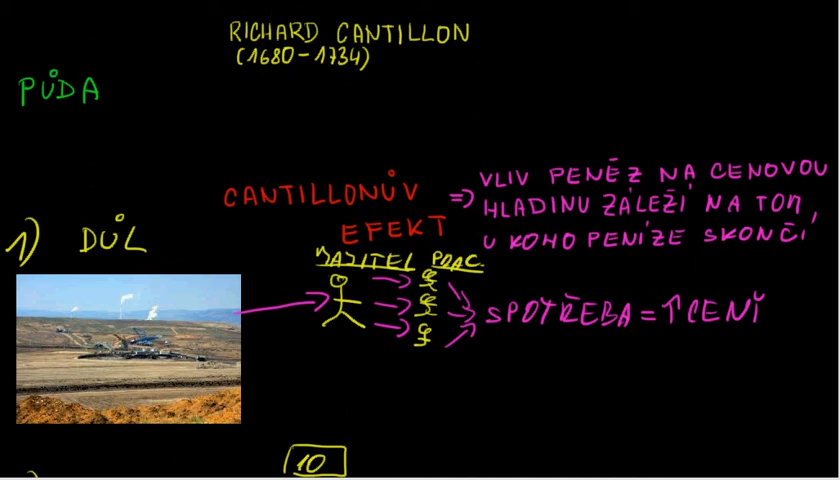 RICHARD CANTILLON
(1680-1734)
PŮDA
CANTILLONŮV
EFEKT
=> VLIV PENĚZ NA CENOVOU
HLADINU ZÁLEŽÍ NA TOM,
U KOHO PENÍZE SKONČÍ
1) DŮL
MAJITEL PRAC.
SPOTŘEBA = ↑ CENY
10